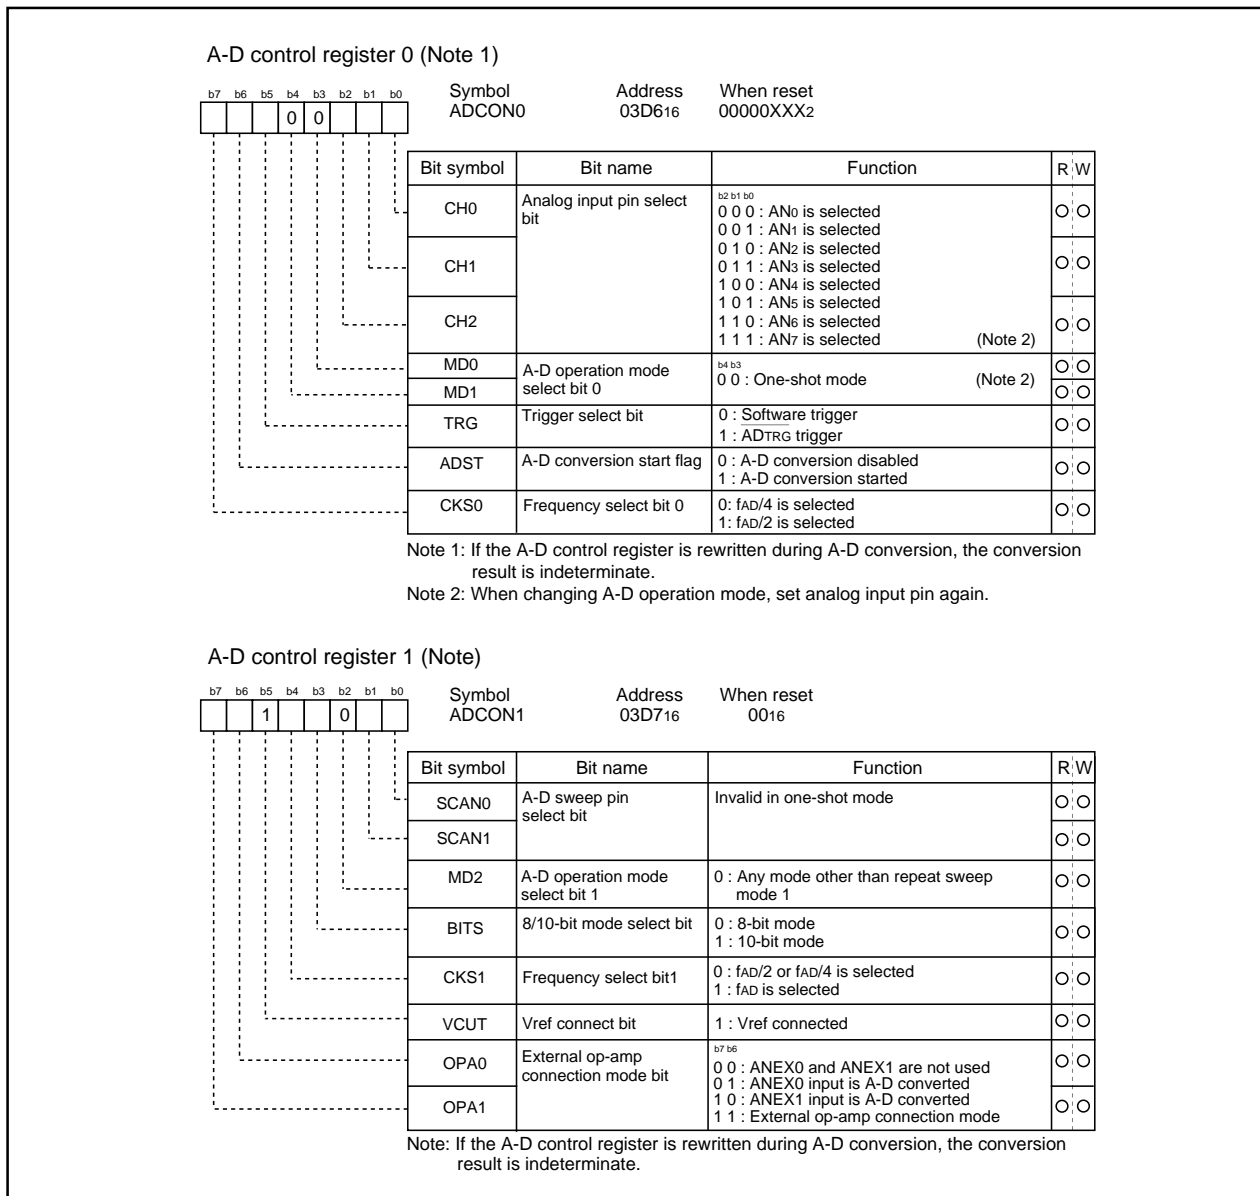 A-D control register 0 (Note 1)
b7 b6 b5 b4 b3 b2 b1 b0
0 0
Symbol Address When reset
ADCON0 03D616 00000XXX2
Bit symbol Bit name Function R W
CH0 Analog input pin select bit
b2 b1 b0
0 0 0 : AN0 is selected
0 0 1 : AN1 is selected
0 1 0 : AN2 is selected
0 1 1 : AN3 is selected
1 0 0 : AN4 is selected
1 0 1 : AN5 is selected
1 1 0 : AN6 is selected
1 1 1 : AN7 is selected (Note 2)
CH1
CH2
MD0 A-D operation mode select bit 0
b4 b3
0 0 : One-shot mode (Note 2)
MD1
TRG Trigger select bit
0 : Software trigger
1 : ADTRG trigger
ADST A-D conversion start flag
0 : A-D conversion disabled
1 : A-D conversion started
CKS0 Frequency select bit 0
0: fAD/4 is selected
1: fAD/2 is selected
Note 1: If the A-D control register is rewritten during A-D conversion, the conversion
result is indeterminate.
Note 2: When changing A-D operation mode, set analog input pin again.
A-D control register 1 (Note)
b7 b6 b5 b4 b3 b2 b1 b0
1 0
Symbol Address When reset
ADCON1 03D716 0016
Bit symbol Bit name Function R W
SCAN0 A-D sweep pin select bit
Invalid in one-shot mode
SCAN1
MD2 A-D operation mode select bit 1
0 : Any mode other than repeat sweep
mode 1
BITS 8/10-bit mode select bit
0 : 8-bit mode
1 : 10-bit mode
CKS1 Frequency select bit1
0 : fAD/2 or fAD/4 is selected
1 : fAD is selected
VCUT Vref connect bit
1 : Vref connected
OPA0 External op-amp connection mode bit
b7 b6
0 0 : ANEX0 and ANEX1 are not used
0 1 : ANEX0 input is A-D converted
1 0 : ANEX1 input is A-D converted
1 1 : External op-amp connection mode
OPA1
Note: If the A-D control register is rewritten during A-D conversion, the conversion
result is indeterminate.